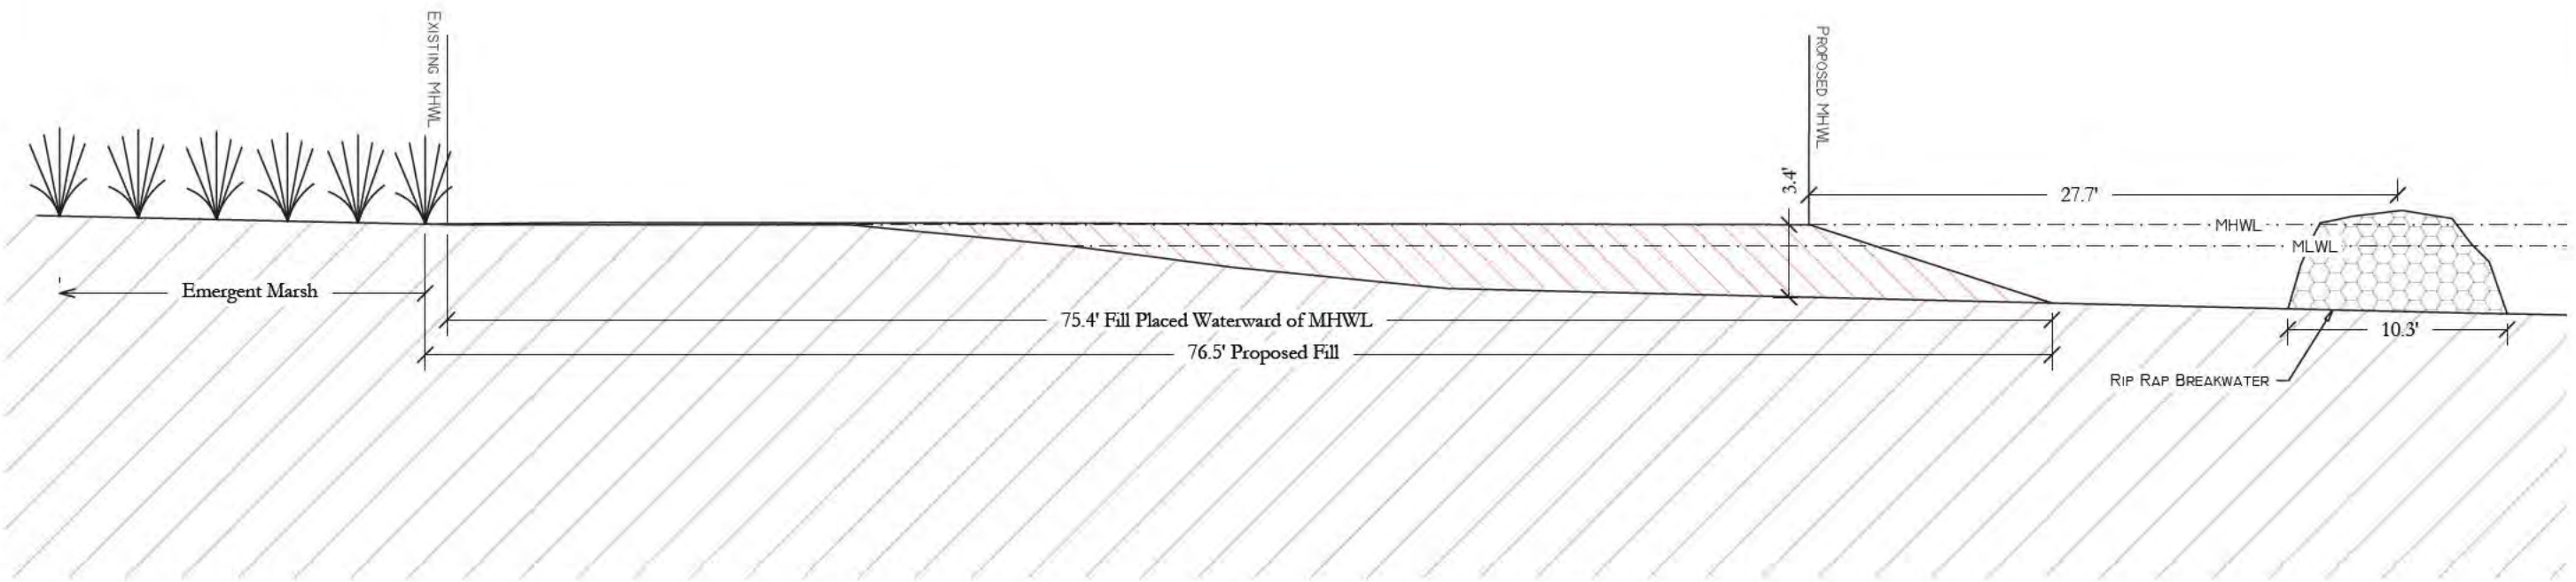 EXISTING MHWL
PROPOSED MHWL
3.4'
27.7'
MHWL
MLWL
Emergent Marsh
75.4' Fill Placed Waterward of MHWL
10.3'
76.5' Proposed Fill
RIP RAP BREAKWATER